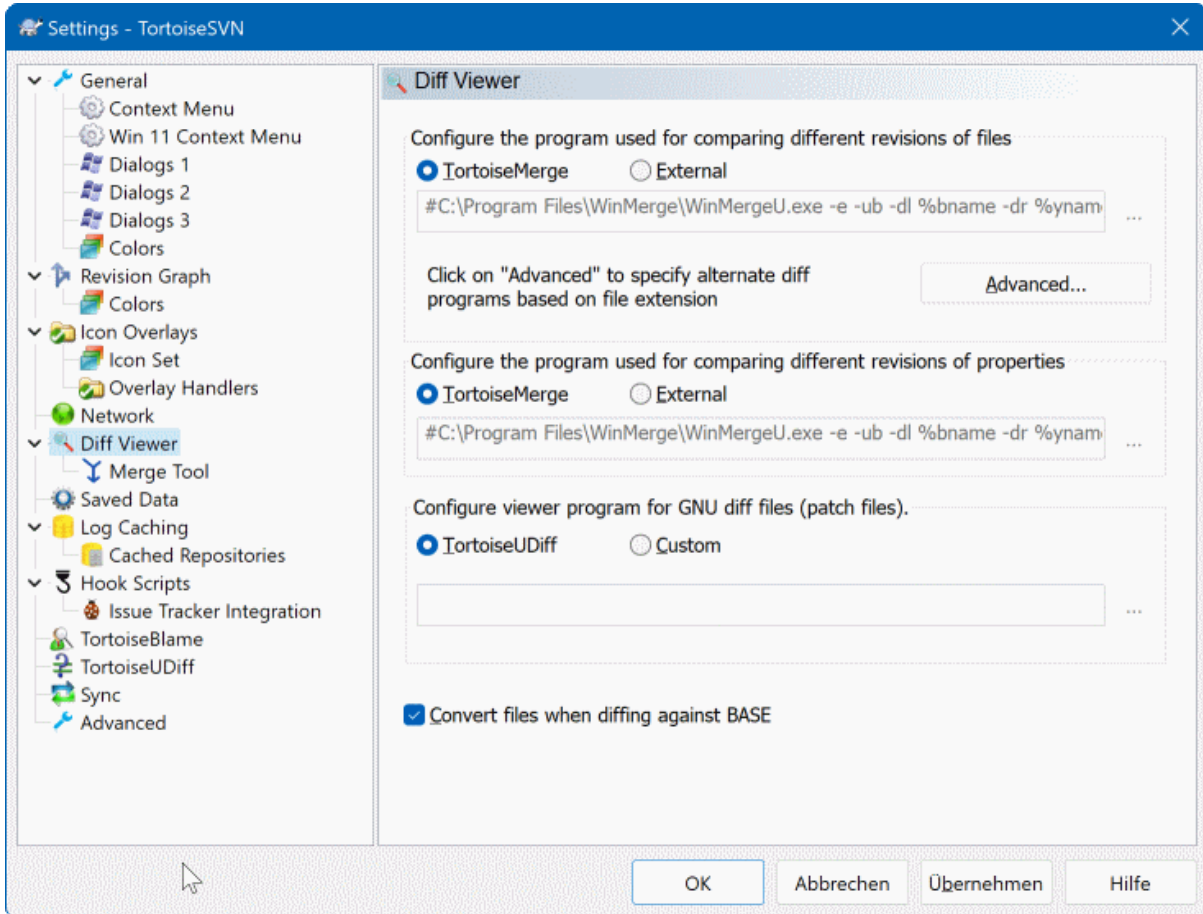 Settings - TortoiseSVN
General
Context Menu
Win 11 Context Menu
Dialogs 1
Dialogs 2
Dialogs 3
Colors
Revision Graph
Colors
Icon Overlays
Icon Set
Overlay Handlers
Network
Diff Viewer
Merge Tool
Saved Data
Log Caching
Cached Repositories
Hook Scripts
Issue Tracker Integration
TortoiseBlame
TortoiseUDiff
Sync
Advanced
Diff Viewer
Configure the program used for comparing different revisions of files
TortoiseMerge External
#C:\Program Files\WinMerge\WinMergeU.exe -e -ub -dl %bname -dr %yname ...
Click on "Advanced" to specify alternate diff
programs based on file extension
Advanced...
Configure the program used for comparing different revisions of properties
TortoiseMerge External
#C:\Program Files\WinMerge\WinMergeU.exe -e -ub -dl %bname -dr %yname ...
Configure viewer program for GNU diff files (patch files).
TortoiseUDiff Custom
...
Convert files when diffing against BASE
OK Abbrechen Übernehmen Hilfe